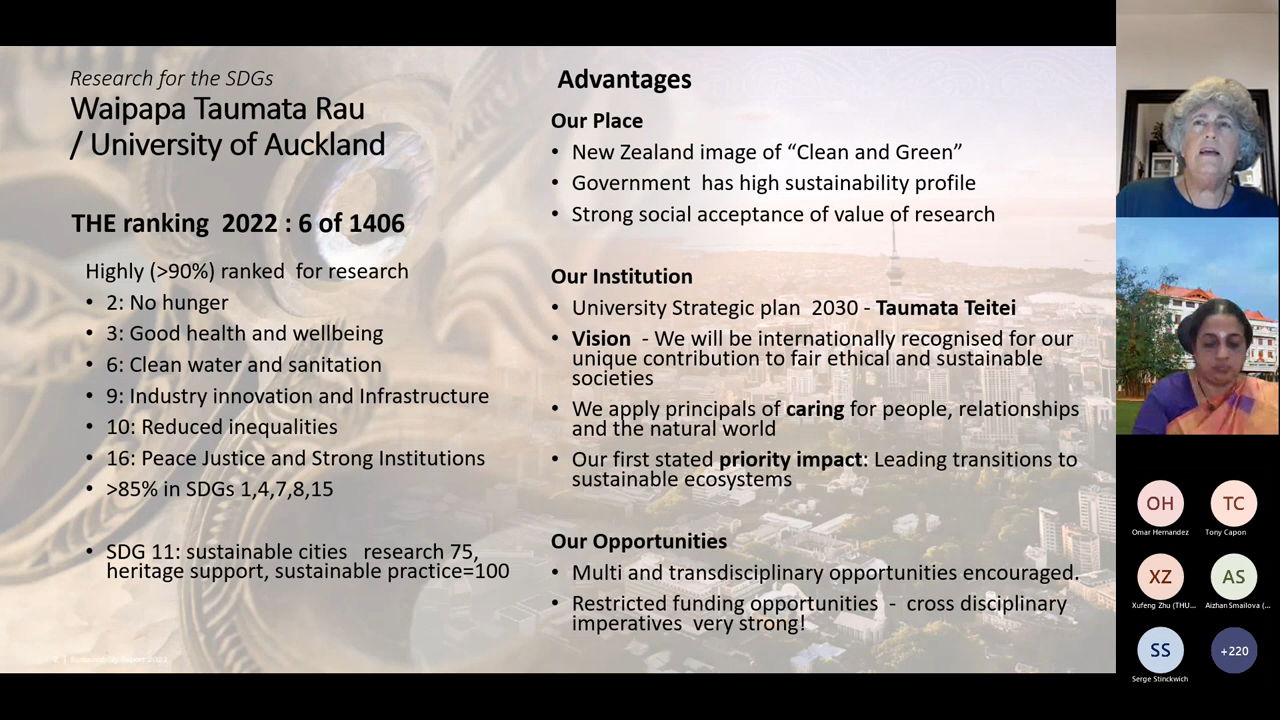 Research for the SDGs
Waipapa Taumata Rau
/ University of Auckland
THE ranking 2022 : 6 of 1406
Highly (>90%) ranked for research
• 2: No hunger
• 3: Good health and wellbeing
• 6: Clean water and sanitation
• 9: Industry innovation and Infrastructure
• 10: Reduced inequalities
• 16: Peace Justice and Strong Institutions
• >85% in SDGs 1,4,7,8,15
• SDG 11: sustainable cities research 75,
heritage support, sustainable practice=100
Advantages
Our Place
• New Zealand image of “Clean and Green”
• Government has high sustainability profile
• Strong social acceptance of value of research
Our Institution
• University Strategic plan 2030 - Taumata Teitei
• Vision - We will be internationally recognised for our
unique contribution to fair ethical and sustainable
societies
• We apply principals of caring for people, relationships
and the natural world
• Our first stated priority impact: Leading transitions to
sustainable ecosystems
Our Opportunities
• Multi and transdisciplinary opportunities encouraged.
• Restricted funding opportunities - cross disciplinary
imperatives very strong!
OH
Omar Hernandez
TC
Tony Capon
XZ
Xufeng Zhu (THU...
AS
Aizhan Smailova (...
SS
Serge Stinckwich
+220